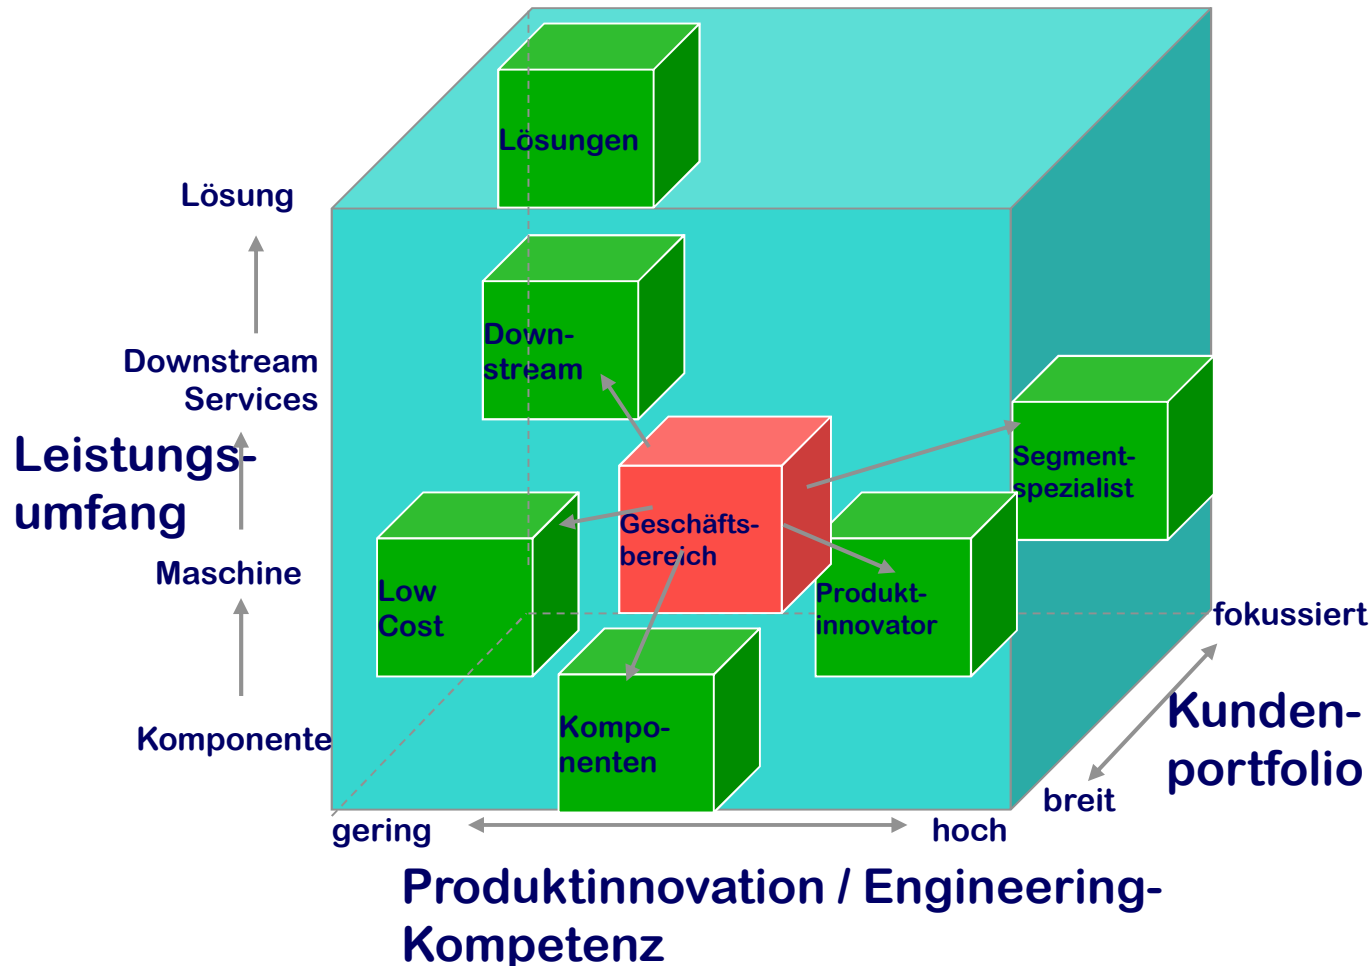 Lösungen
Lösung
Down-
stream
Downstream
Services
Leistungs-
umfang
Segment-
spezialist
Geschäfts-
bereich
Maschine
Low
Cost
Produkt-
innovator
fokussiert
Kunden-
portfolio
Komponente
Kompo-
nenten
breit
gering
hoch
Produktinnovation / Engineering-
Kompetenz